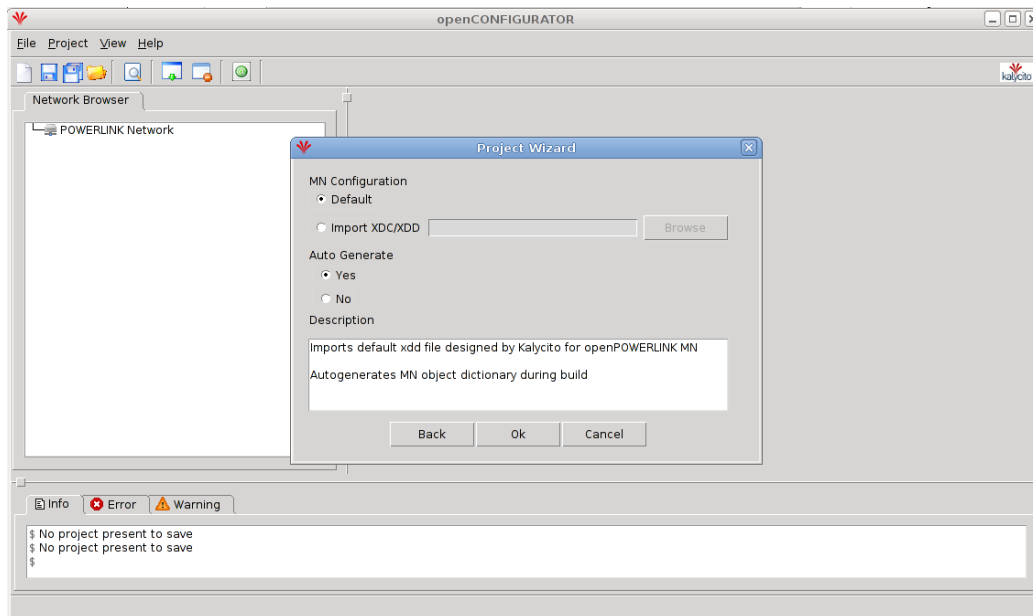 openCONFIGURATOR
File Project View Help
kalycito
Network Browser
POWERLINK Network
Project Wizard
MN Configuration
Default
Import XDC/XDD Browse
Auto Generate
Yes
No
Description
Imports default xdd file designed by Kalycito for openPOWERLINK MN
Autogenerates MN object dictionary during build
Back Ok Cancel
Info Error Warning
$ No project present to save
$ No project present to save
$